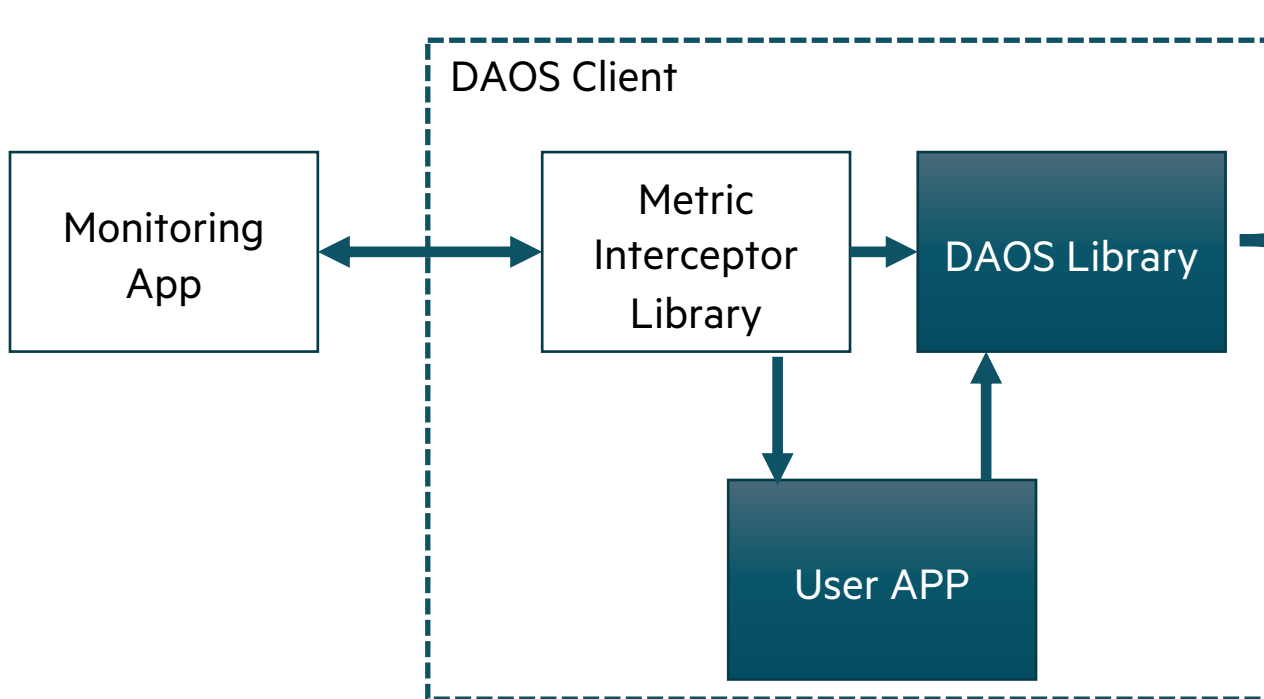 DAOS Client
Monitoring
App
Metric
Interceptor
Library
DAOS Library
User APP